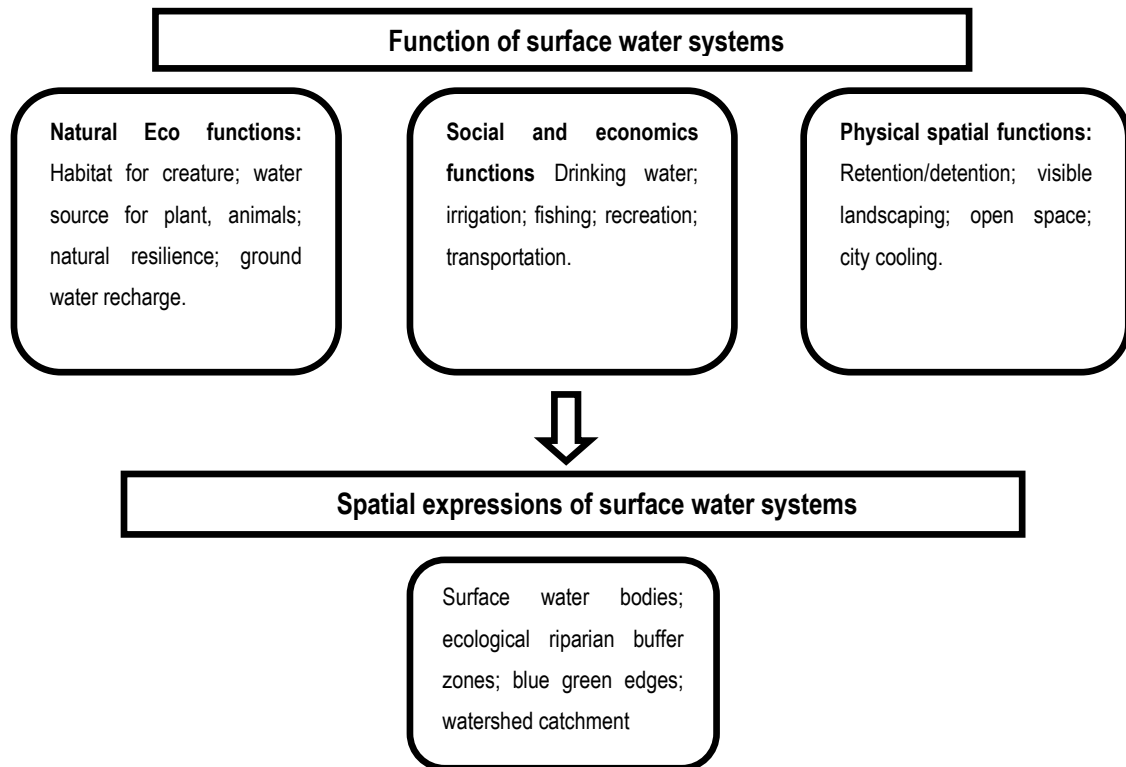 Function of surface water systems
Natural Eco functions:
Habitat for creature; water
source for plant, animals;
natural resilience; ground
water recharge.
Social and economics
functions Drinking water;
irrigation; fishing; recreation;
transportation.
Physical spatial functions:
Retention/detention; visible
landscaping; open space;
city cooling.
Spatial expressions of surface water systems
Surface water bodies;
ecological riparian buffer
zones; blue green edges;
watershed catchment